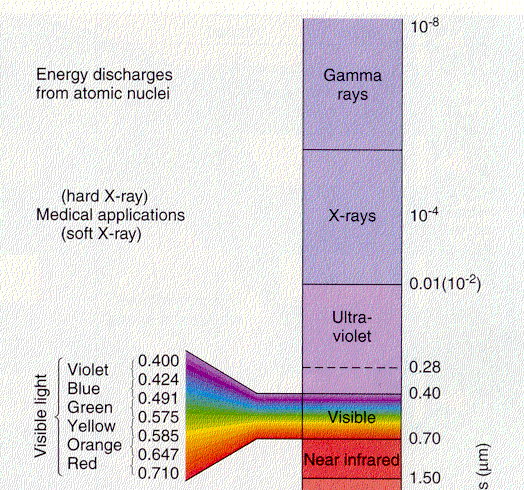 10-8
Energy discharges
from atomic nuclei
Gamma
rays
(hard X-ray)
Medical applications
(soft X-ray)
X-rays
10-4
0.01(10-2)
Ultra-
violet
0.28
0.40
Visible light
Violet
Blue
Green
Yellow
Orange
Red
0.400
0.424
0.491
0.575
0.585
0.647
0.710
Visible
0.70
Near infrared
1.50
s (μm)